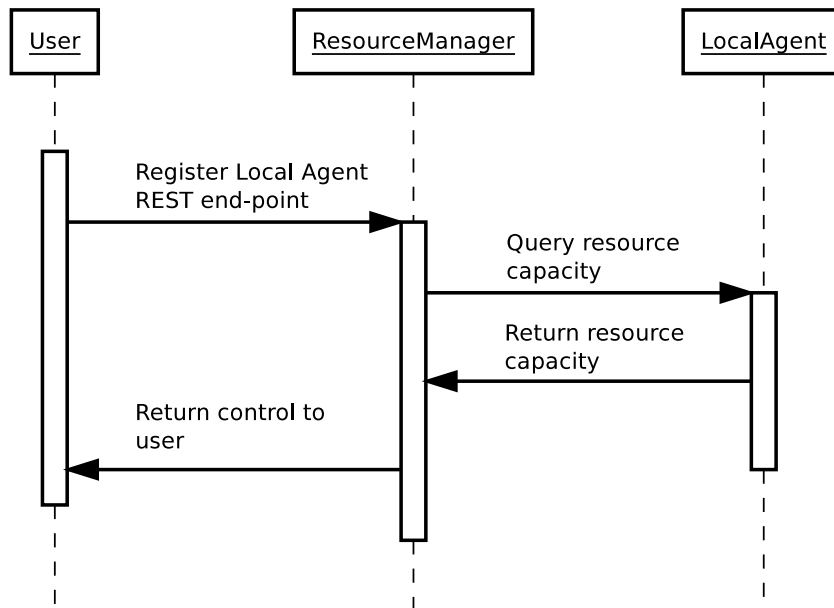 User
ResourceManager
LocalAgent
Register Local Agent
REST end-point
Query resource
capacity
Return resource
capacity
Return control to
user